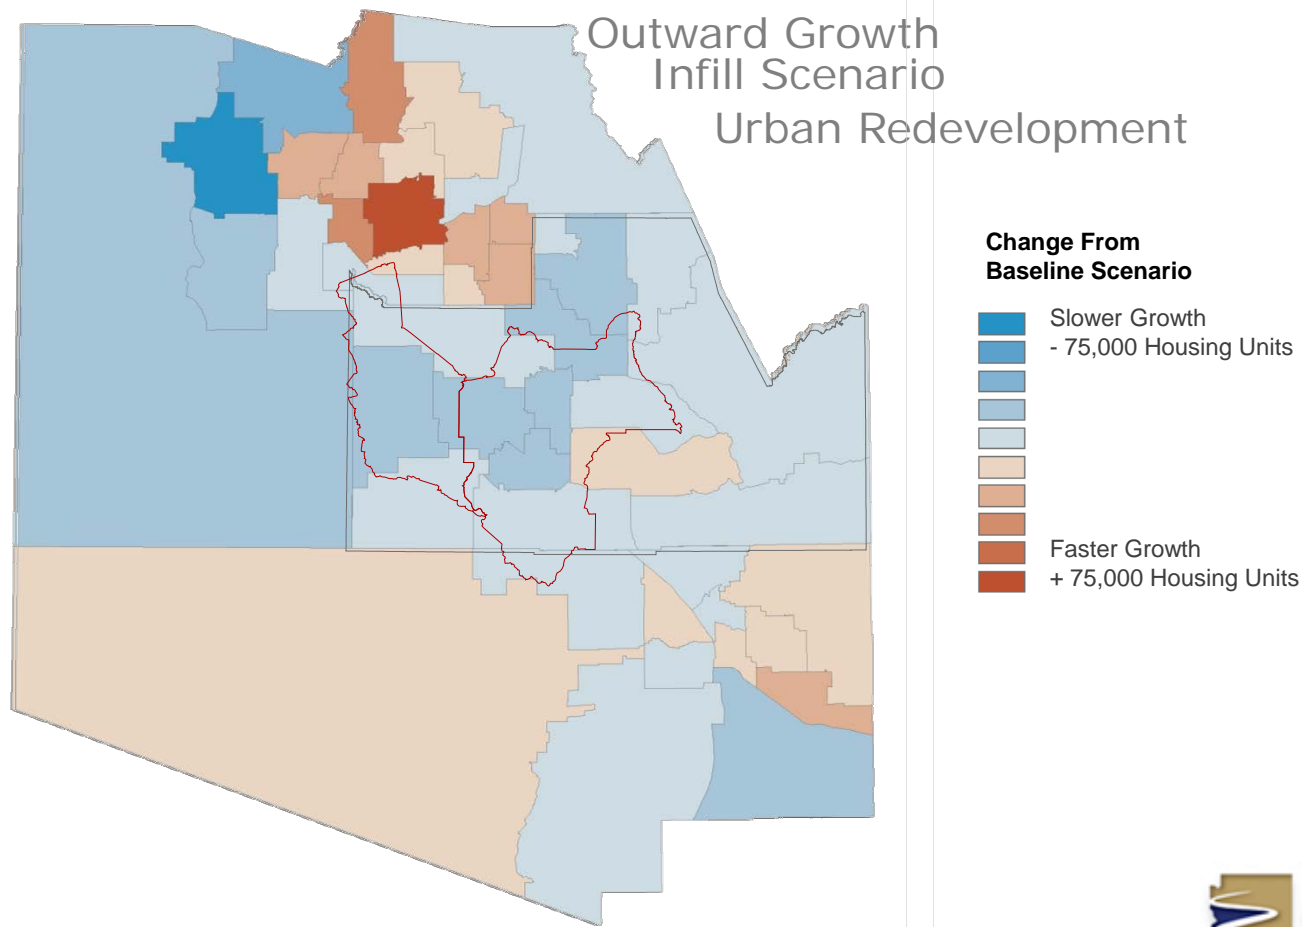 Outward Growth
Infill Scenario
Urban Redevelopment
Change From
Baseline Scenario
Slower Growth
- 75,000 Housing Units
Faster Growth
+ 75,000 Housing Units